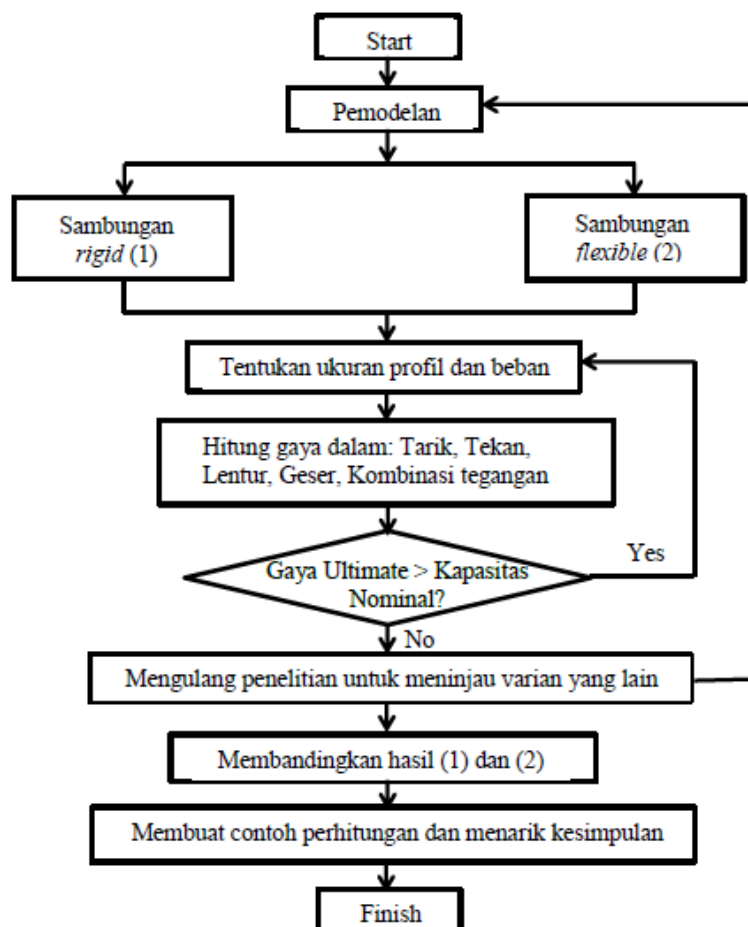 Start
Pemodelan
Sambungan
rigid (1)
Sambungan
flexible (2)
Tentukan ukuran profil dan beban
Hitung gaya dalam: Tarik, Tekan,
Lentur, Geser, Kombinasi tegangan
Gaya Ultimate > Kapasitas
Nominal?
Yes
No
Mengulang penelitian untuk meninjau varian yang lain
Membandingkan hasil (1) dan (2)
Membuat contoh perhitungan dan menarik kesimpulan
Finish